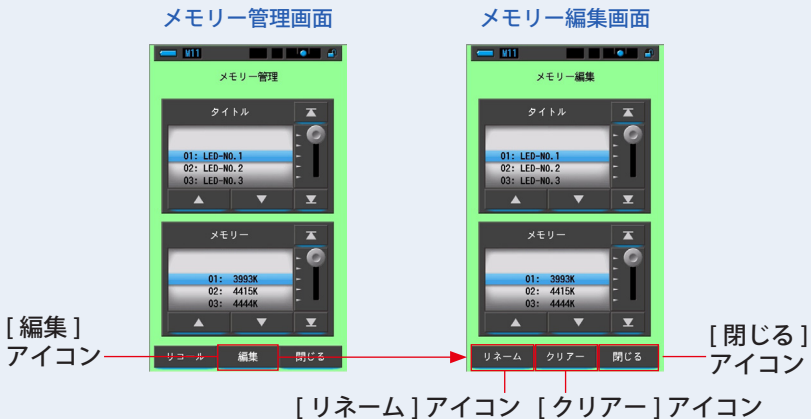 メモリー管理画面
メモリー編集画面
M11
メモリー管理
タイトル
01: LED-NO.1
02: LED-NO.2
03: LED-NO.3
メモリー
01: 3993K
02: 4415K
03: 4444K
リコール 編集 閉じる
M11
メモリー編集
タイトル
01: LED-NO.1
02: LED-NO.2
03: LED-NO.3
メモリー
01: 3993K
02: 4415K
03: 4444K
リネーム クリアー 閉じる
[ 編集 ]
アイコン
[ 閉じる ]
アイコン
[ リネーム ] アイコン [ クリアー ] アイコン